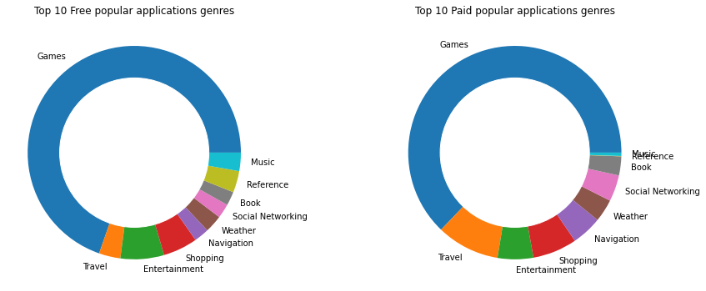 Top 10 Free popular applications genres
Games
Music
Reference
Book
Social Networking
Weather
Navigation
Shopping
Entertainment
Travel
Top 10 Paid popular applications genres
Games
Music
Reference
Book
Social Networking
Weather
Navigation
Shopping
Entertainment
Travel